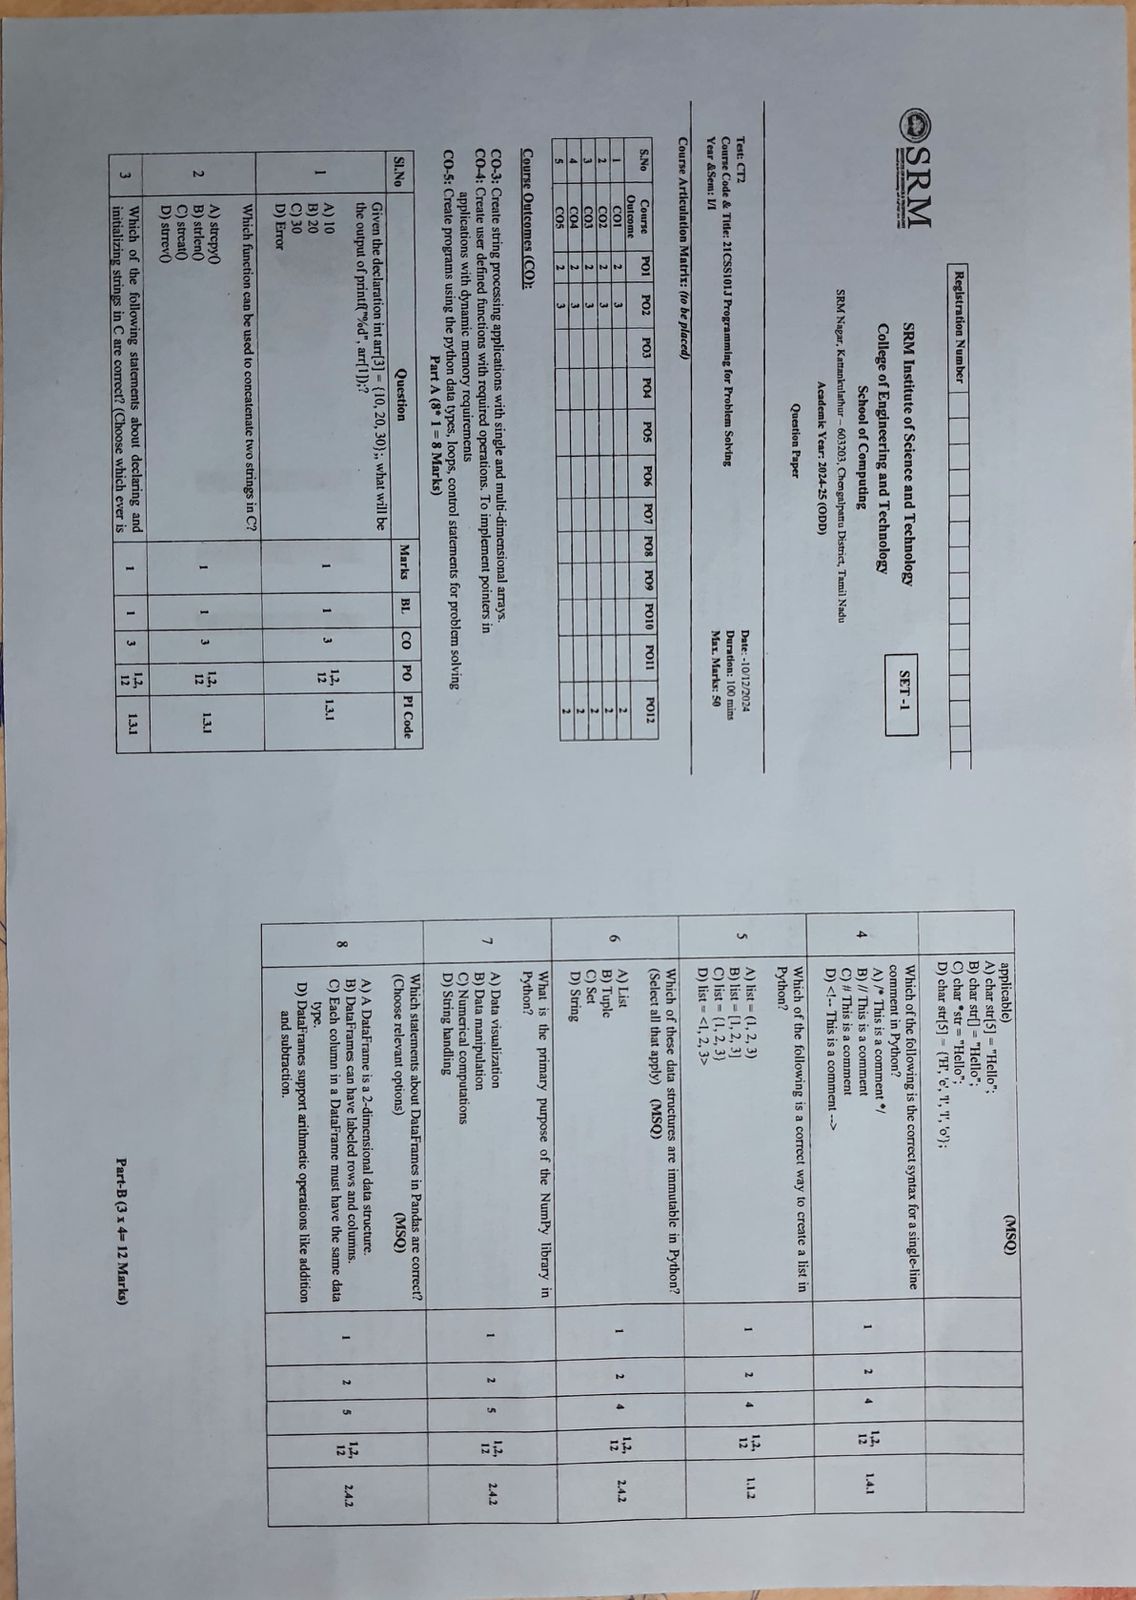 Registration Number
SRM
SRM Institute of Science and Technology
College of Engineering and Technology
School of Computing
SRM Nagar, Kattankulathur – 603203, Chengalpattu District, Tamil Nadu
Academic Year: 2024-25 (ODD)
Question Paper
SET -1
Test: CT2
Course Code & Title: 21CSS101J Programming for Problem Solving
Year &Sem: I/I
Date: -10/12/2024
Duration: 100 mins
Max. Marks: 50
Course Articulation Matrix: (to be placed)
S.No Course Outcome PO1 PO2 PO3 PO4 PO5 PO6 PO7 PO8 PO9 PO10 PO11 PO12
1 CO1 2 3 2
2 CO2 2 3 2
3 CO3 2 3 2
4 CO4 2 3 2
5 CO5 2 3 2
Course Outcomes (CO):
CO-3: Create string processing applications with single and multi-dimensional arrays.
CO-4: Create user defined functions with required operations. To implement pointers in
applications with dynamic memory requirements
CO-5: Create programs using the python data types, loops, control statements for problem solving
Part A (8* 1 = 8 Marks)
Sl.No Question Marks BL CO PO PI Code
1 Given the declaration int arr[3] = {10, 20, 30};, what will be
the output of printf("%d", arr[1]);?
A) 10
B) 20
C) 30
D) Error
1 1 3 1,2, 12 1.3.1
2 Which function can be used to concatenate two strings in C?
A) strcpy()
B) strlen()
C) strcat()
D) strrev()
1 1 3 1,2, 12 1.3.1
3 Which of the following statements about declaring and
initializing strings in C are correct? (Choose which ever is
1 1 3 1,2, 12 1.3.1
applicable) (MSQ)
A) char str[5] = "Hello";
B) char str[] = "Hello";
C) char *str = "Hello";
D) char str[5] = {'H', 'e', 'l', 'l', 'o'};
4 Which of the following is the correct syntax for a single-line
comment in Python?
A) /* This is a comment */
B) // This is a comment
C) # This is a comment
D) <!-- This is a comment -->
1 2 4 1,2, 12 1.4.1
5 Which of the following is a correct way to create a list in
Python?
A) list = (1, 2, 3)
B) list = [1, 2, 3]
C) list = {1, 2, 3}
D) list = <1, 2, 3>
1 2 4 1,2, 12 1.1.2
6 Which of these data structures are immutable in Python?
(Select all that apply) (MSQ)
A) List
B) Tuple
C) Set
D) String
1 2 4 1,2, 12 2.4.2
7 What is the primary purpose of the NumPy library in
Python?
A) Data visualization
B) Data manipulation
C) Numerical computations
D) String handling
1 2 5 1,2, 12 2.4.2
8 Which statements about DataFrames in Pandas are correct?
(Choose relevant options) (MSQ)
A) A DataFrame is a 2-dimensional data structure.
B) DataFrames can have labeled rows and columns.
C) Each column in a DataFrame must have the same data
type.
D) DataFrames support arithmetic operations like addition
and subtraction.
1 2 5 1,2, 12 2.4.2
Part-B (3 x 4= 12 Marks)